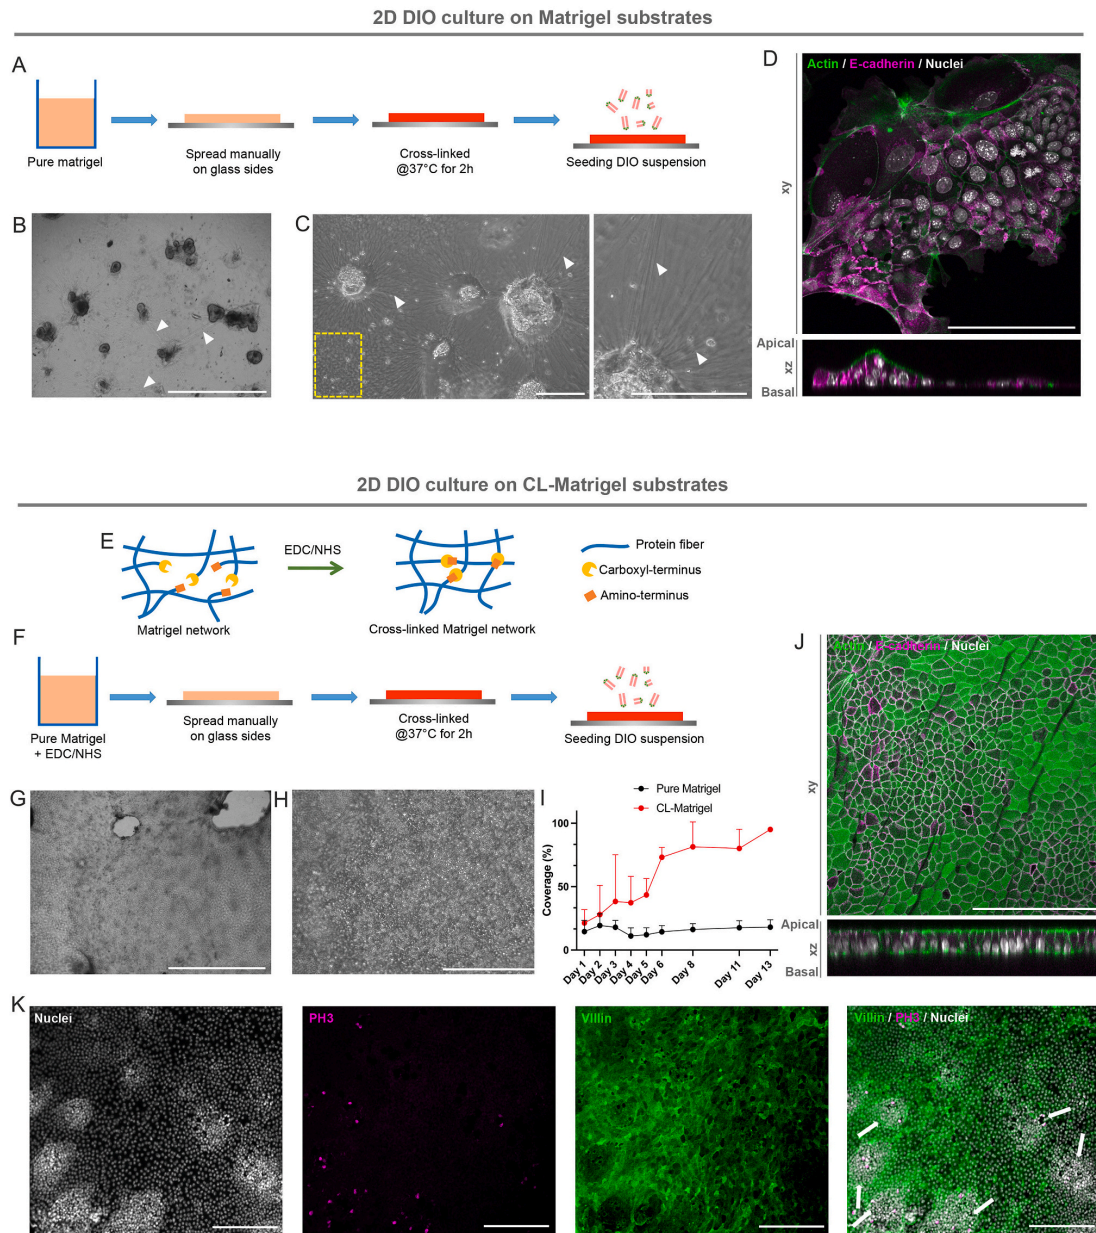 2D DIO culture on Matrigel substrates
A
Pure matrigel
Spread manually
on glass sides
Cross-linked
@37°C for 2h
Seeding DIO suspension
D
Actin / E-cadherin / Nuclei
xy
Apical
xz
Basal
B
C
2D DIO culture on CL-Matrigel substrates
E
EDC/NHS
Matrigel network
Cross-linked Matrigel network
Protein fiber
Carboxyl-terminus
Amino-terminus
F
Pure Matrigel
+ EDC/NHS
Spread manually
on glass sides
Cross-linked
@37°C for 2h
Seeding DIO suspension
J
Actin / E-cadherin / Nuclei
xy
Apical
xz
Basal
G
H
I
Pure Matrigel
CL-Matrigel
Coverage (%)
100
50
0
Day 1
Day 2
Day 3
Day 4
Day 5
Day 6
Day 8
Day 11
Day 13
K
Nuclei
PH3
Villin
Villin / PH3 / Nuclei